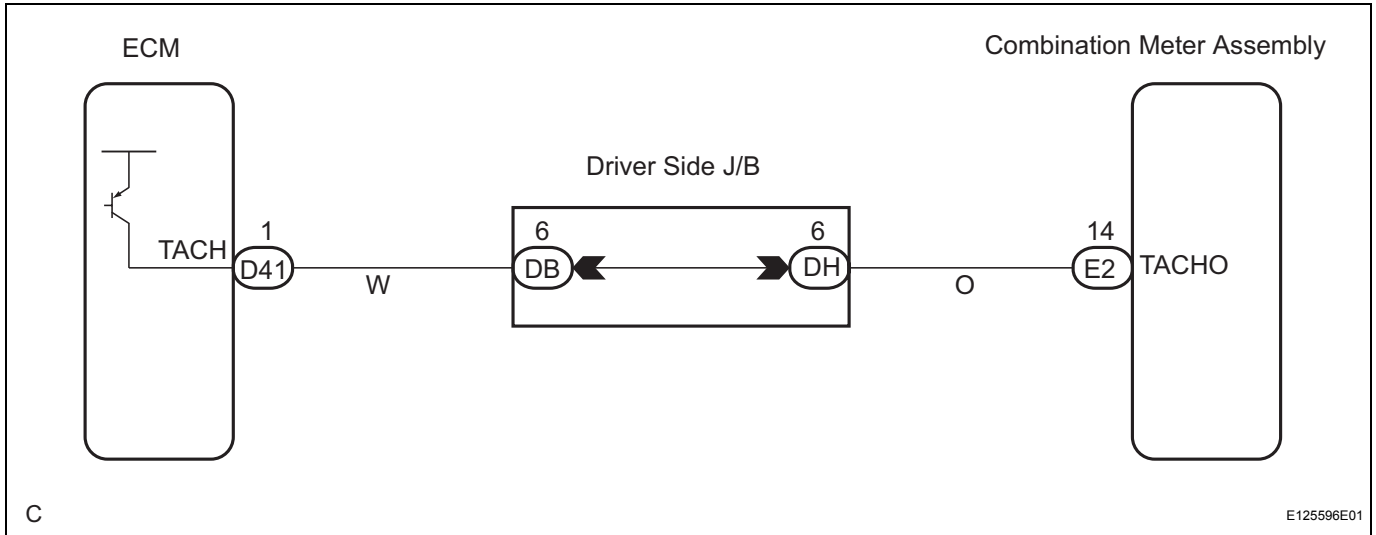 ECM
Combination Meter Assembly
Driver Side J/B
TACH
1
D41
W
6
DB
6
DH
O
14
E2
TACHO
C
E125596E01